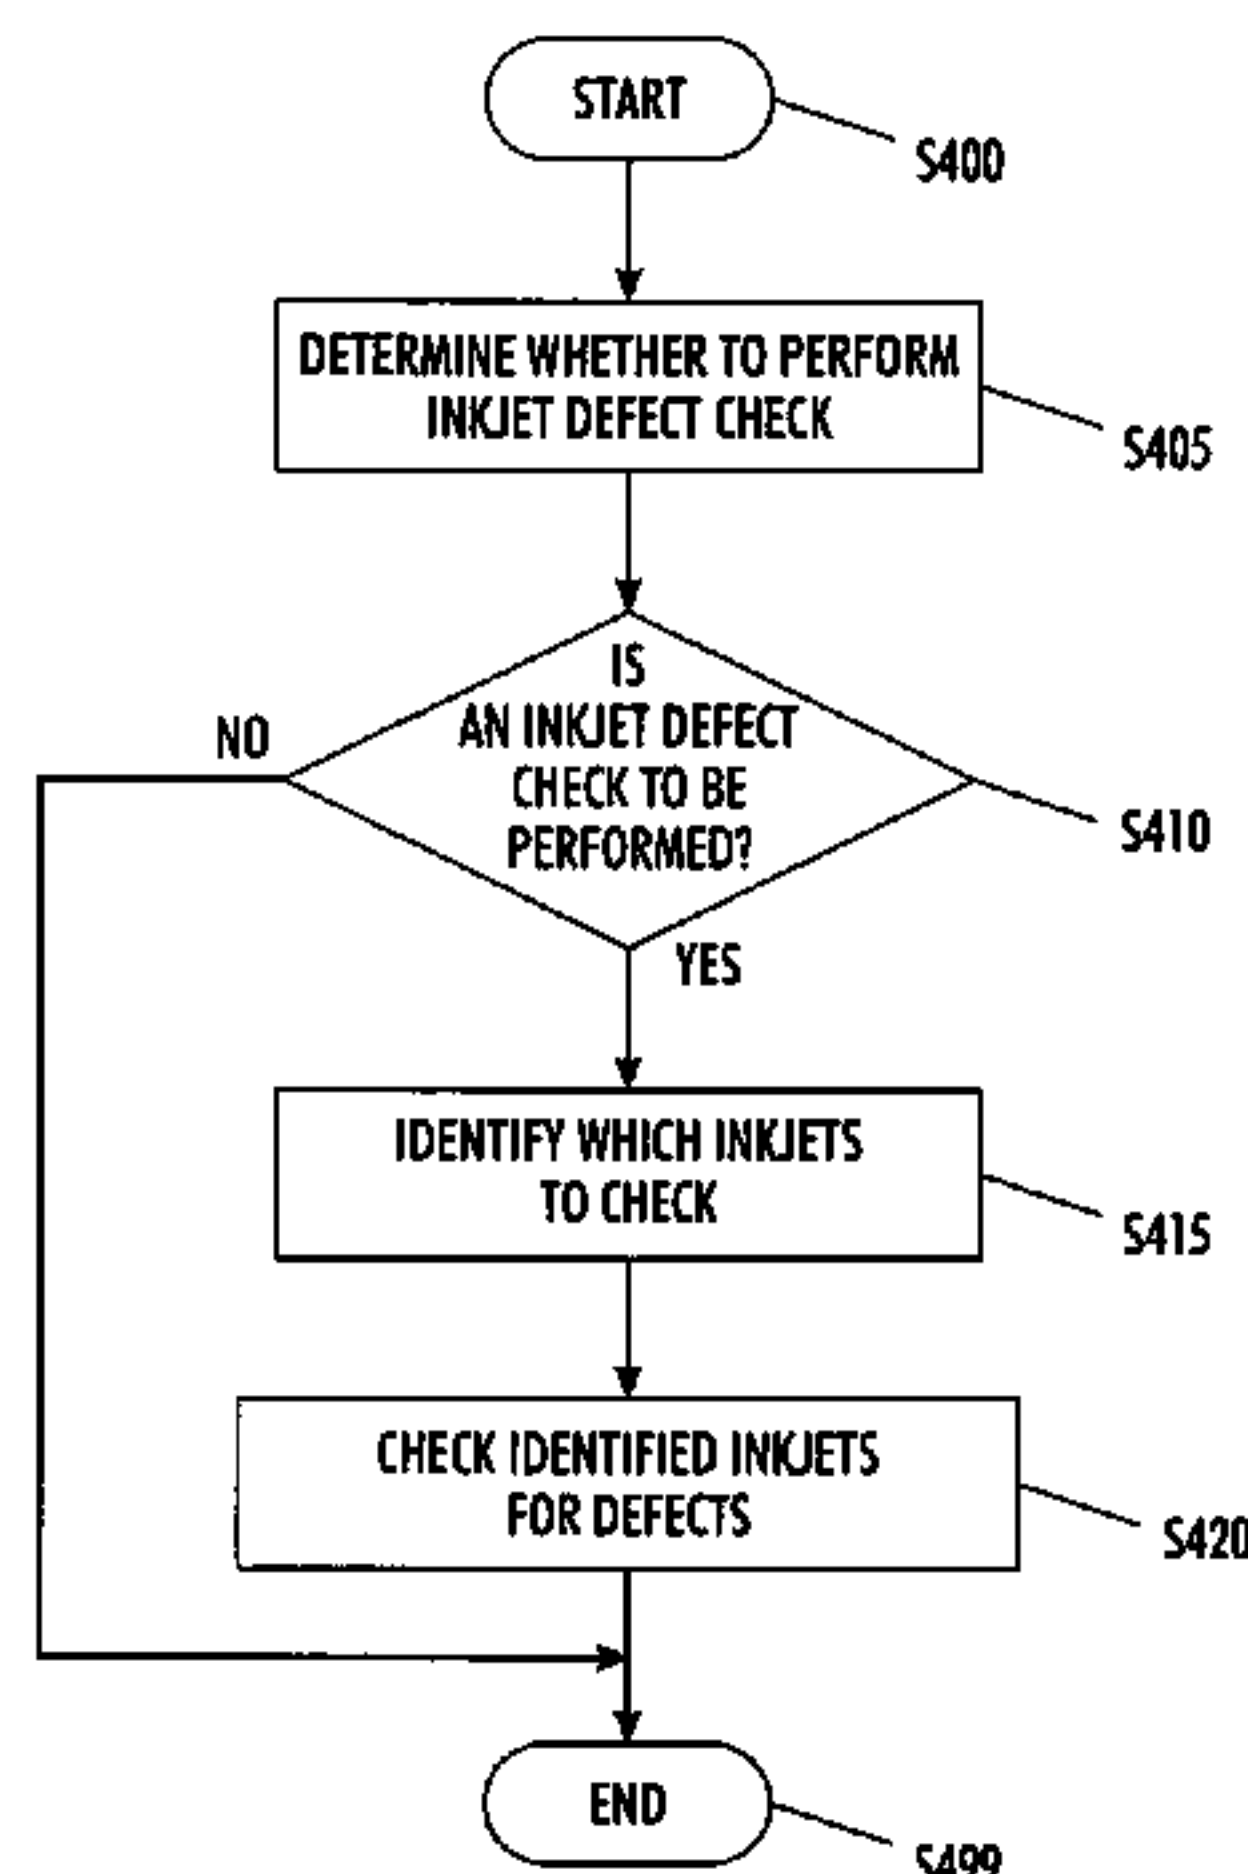 START
S400
DETERMINE WHETHER TO PERFORM
INKJET DEFECT CHECK
S405
IS
AN INKJET DEFECT
CHECK TO BE
PERFORMED?
NO
S410
YES
IDENTIFY WHICH INKJETS
TO CHECK
S415
CHECK IDENTIFIED INKJETS
FOR DEFECTS
S420
END
S499